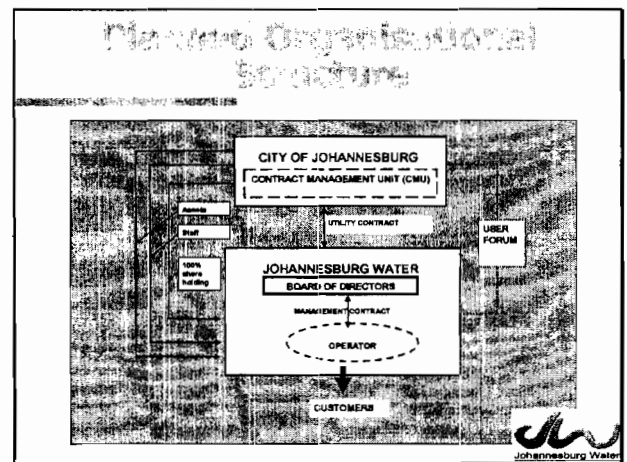 Planned Organisational
Structure
CITY OF JOHANNESBURG
CONTRACT MANAGEMENT UNIT (CMU)
Assets
Staff
100%
share
holding
UTILITY CONTRACT
USER
FORUM
JOHANNESBURG WATER
BOARD OF DIRECTORS
MANAGEMENT CONTRACT
OPERATOR
CUSTOMERS
Johannesburg Water